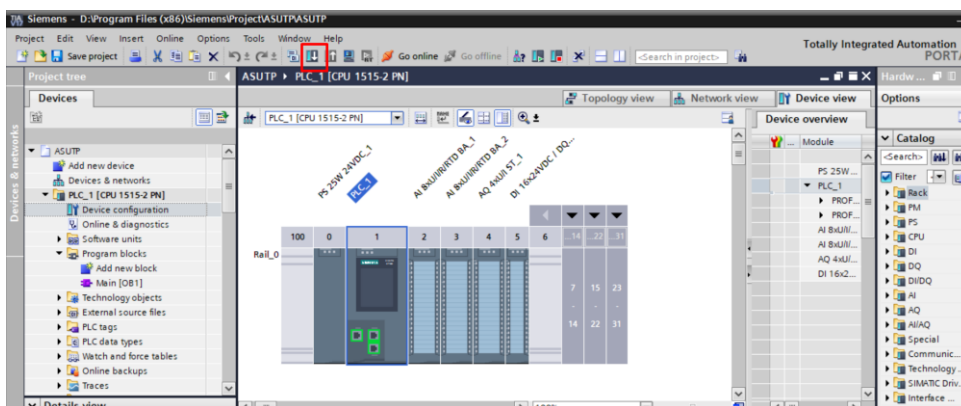 Siemens - D:\Program Files (x86)\Siemens\Project\ASUTP\ASUTP
Project Edit View Insert Online Options Tools Window Help
Totally Integrated Automation
PORTA
Save project
Go online
Go offline
<Search in project>
Project tree
ASUTP ▸ PLC_1 [CPU 1515-2 PN]
Hardw...
Devices
Topology view
Network view
Device view
Options
PLC_1 [CPU 1515-2 PN]
Device overview
Devices & networks
ASUTP
Add new device
Devices & networks
PLC_1 [CPU 1515-2 PN]
Device configuration
Online & diagnostics
Software units
Program blocks
Add new block
Main [OB1]
Technology objects
External source files
PLC tags
PLC data types
Watch and force tables
Online backups
Traces
Details view
PS 25W 24VDC_1
PLC_1
AI 8xU/I/RTD BA_1
AI 8xU/I/RTD BA_2
AQ 4xU/I ST_1
DI 16x24VDC / DQ...
100 0 1 2 3 4 5 6 ...14 ...22 ...31
Rail_0
SIEMENS
7 15 23
14 22 31
100%
Module
PS 25W...
PLC_1
PROF...
PROF...
AI 8xU/I/...
AI 8xU/I/...
AQ 4xU/...
DI 16x2...
Catalog
<Search>
Filter
Rack
PM
PS
CPU
DI
DQ
DI/DQ
AI
AQ
AI/AQ
Special
Communic...
Technology ...
SIMATIC Driv...
Interface ...